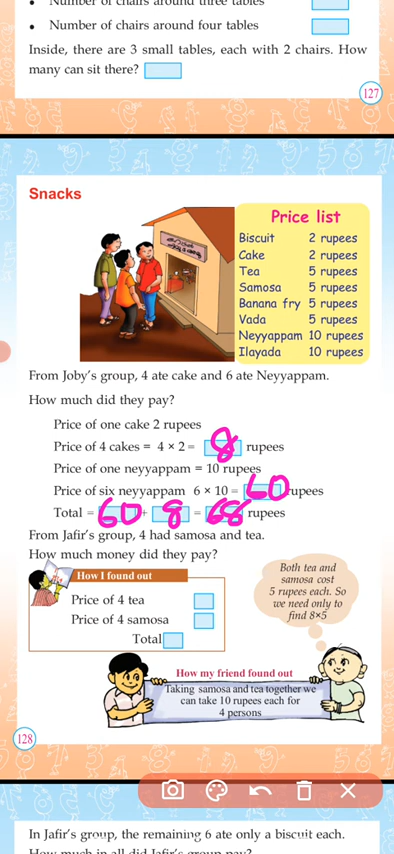 Number of chairs around three tables
• Number of chairs around four tables
Inside, there are 3 small tables, each with 2 chairs. How
many can sit there?
127
Snacks
Price list
Biscuit 2 rupees
Cake 2 rupees
Tea 5 rupees
Samosa 5 rupees
Banana fry 5 rupees
Vada 5 rupees
Neyyappam 10 rupees
Ilayada 10 rupees
From Joby's group, 4 ate cake and 6 ate Neyyappam.
How much did they pay?
Price of one cake 2 rupees
Price of 4 cakes = 4 × 2 = 8 rupees
Price of one neyyappam = 10 rupees
Price of six neyyappam 6 × 10 = 60 rupees
Total = 60 + 8 = 68 rupees
From Jafir's group, 4 had samosa and tea.
How much money did they pay?
How I found out
Price of 4 tea
Price of 4 samosa
Total
Both tea and
samosa cost
5 rupees each. So
we need only to
find 8×5
How my friend found out
Taking samosa and tea together we
can take 10 rupees each for
4 persons
128
In Jafir's group, the remaining 6 ate only a biscuit each.
How much in all did Jafir's group pay?